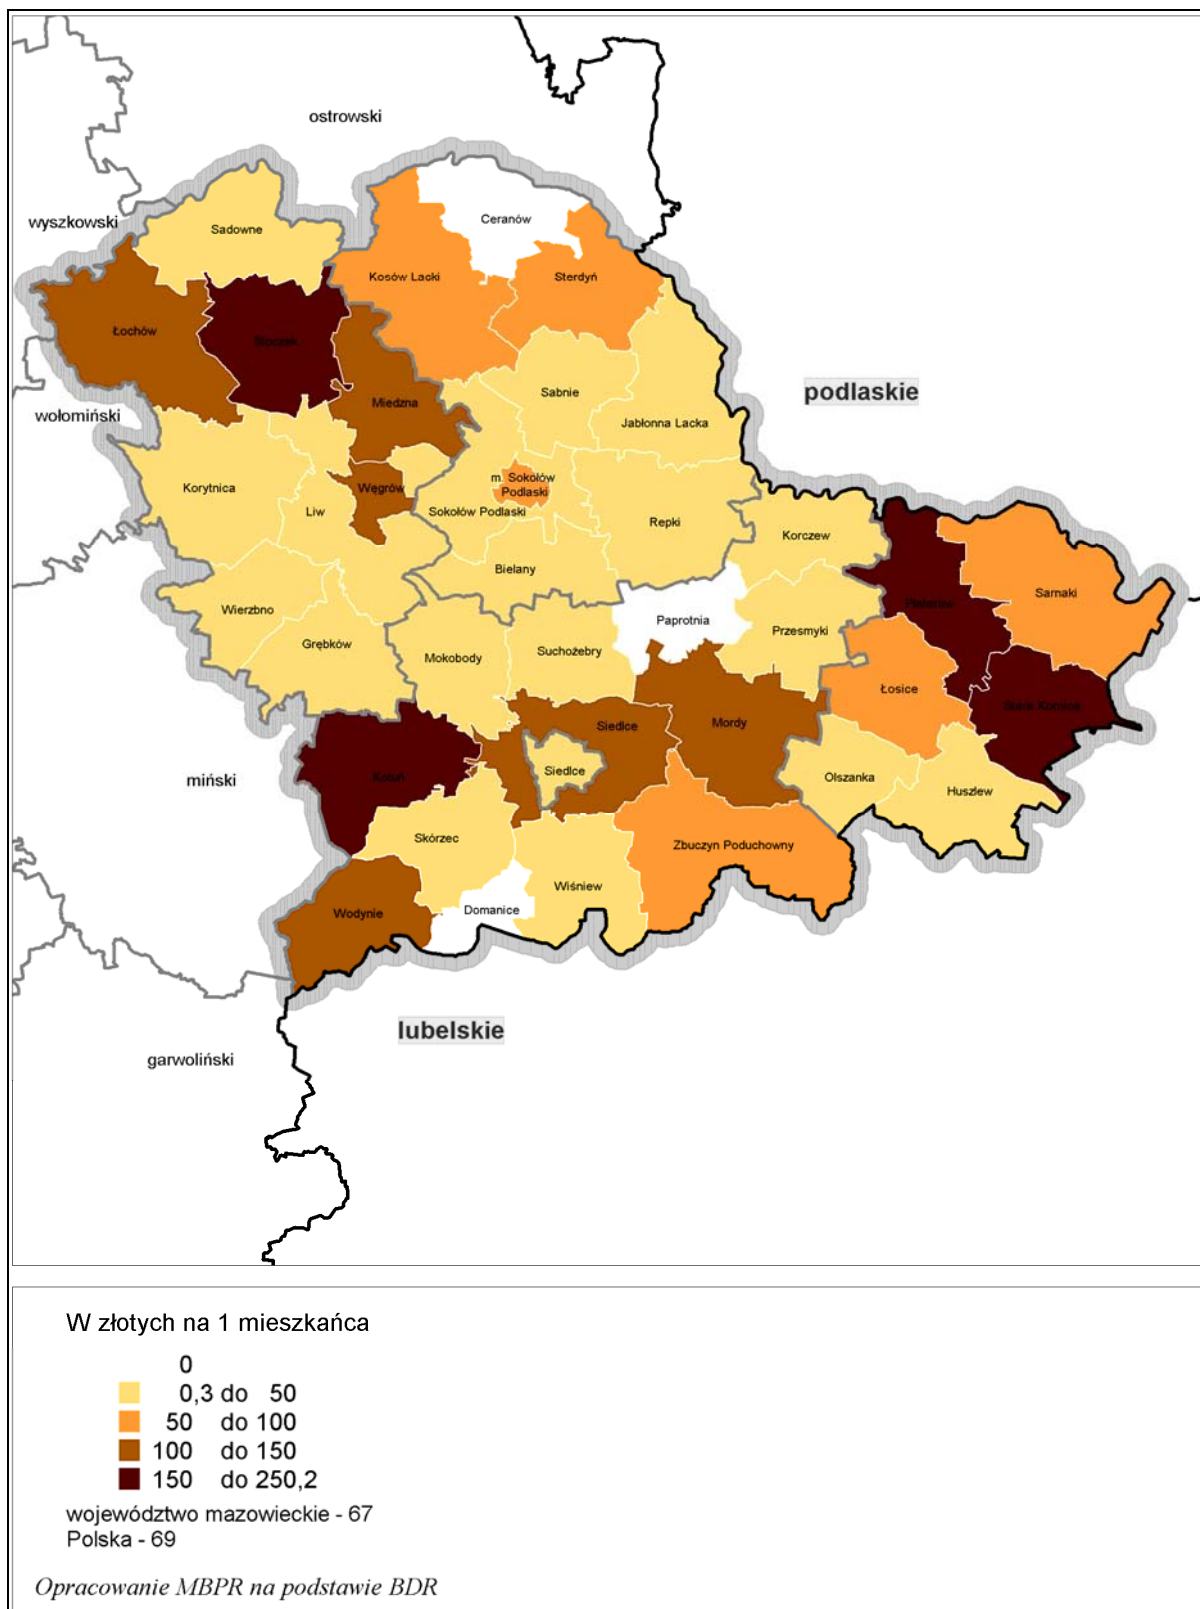 ostrowski
Ceranów
wyszkowski
Sadowne
Kosów Lacki
Sterdyń
Łochów
Stoczek
podlaskie
Sabnie
Miedzna
wołomiński
Jabłonna Lacka
m. Sokołów
Podlaski
Korytnica
Węgrów
Liw
Sokołów Podlaski
Repki
Korczew
Bielany
Sarnaki
Platerów
Wierzbno
Paprotnia
Przesmyki
Grębków
Mokobody
Suchożebry
Łosice
Stara Kornica
Siedlce
Mordy
Siedlce
Kotuń
miński
Olszanka
Huszlew
Skórzec
Zbuczyn Poduchowny
Wiśniew
Wodynie
Domanice
lubelskie
garwoliński
W złotych na 1 mieszkańca
0
0,3 do 50
50 do 100
100 do 150
150 do 250,2
województwo mazowieckie - 67
Polska - 69
Opracowanie MBPR na podstawie BDR